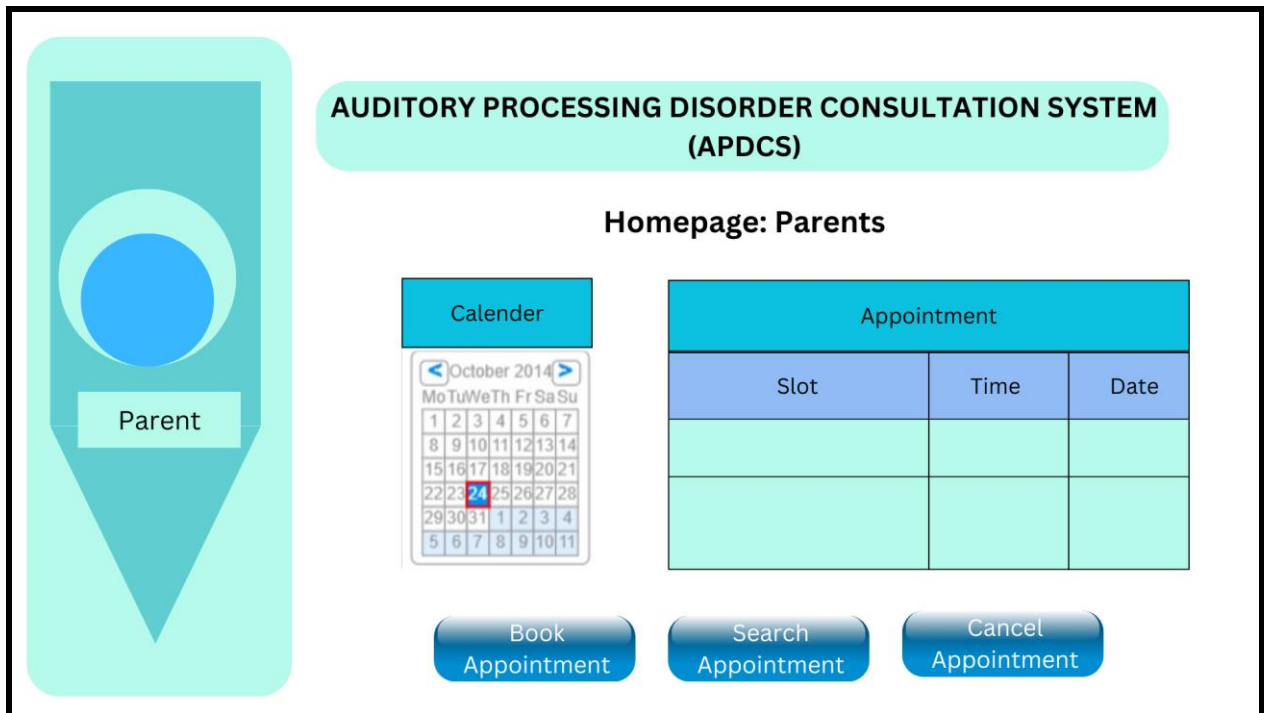 AUDITORY PROCESSING DISORDER CONSULTATION SYSTEM
(APDCS)
Homepage: Parents
Parent
Calender
< October 2014 >
Mo Tu We Th Fr Sa Su
1 2 3 4 5 6 7
8 9 10 11 12 13 14
15 16 17 18 19 20 21
22 23 24 25 26 27 28
29 30 31 1 2 3 4
5 6 7 8 9 10 11
Appointment
Slot Time Date
Book
Appointment
Search
Appointment
Cancel
Appointment